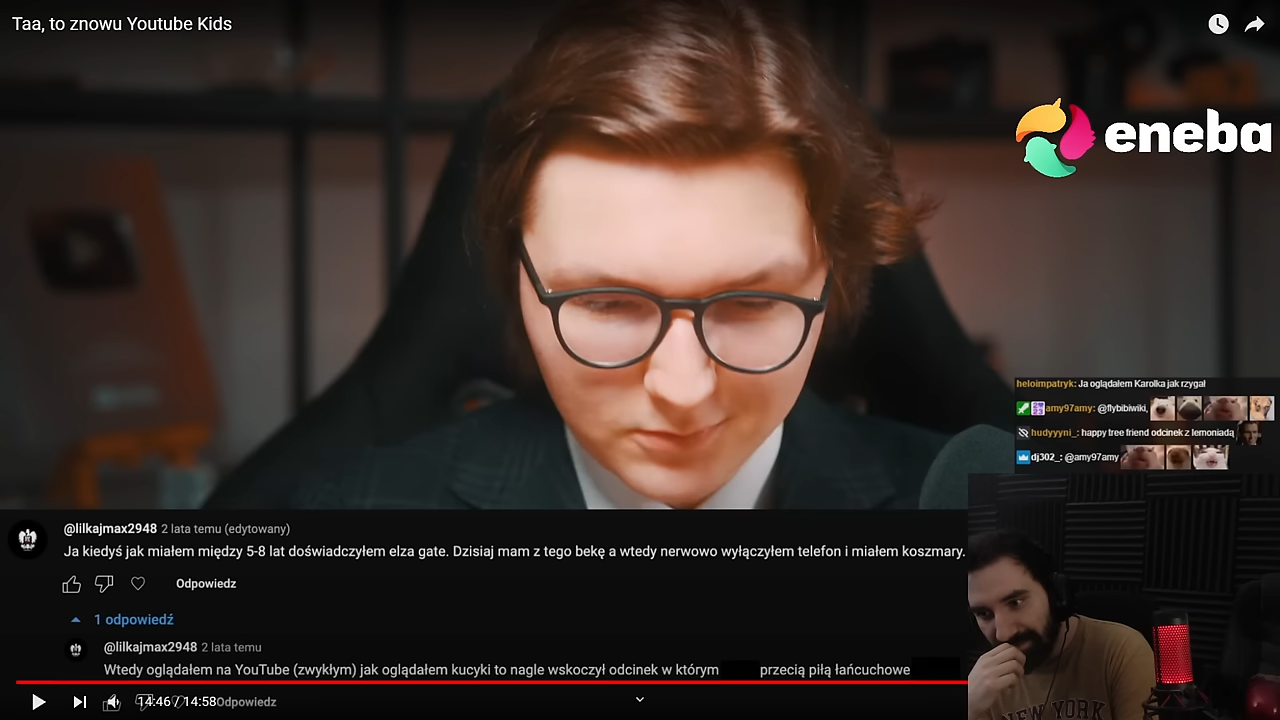 Taa, to znowu Youtube Kids
eneba
heloimpatryk: Ja oglądałem Karolka jak rzygał
amy97amy: @flybibiwiki,
hudyyyni_: happy tree friend odcinek z lemoniadą
dj302_: @amy97amy
@lilkajmax2948 2 lata temu (edytowany)
Ja kiedyś jak miałem między 5-8 lat doświadczyłem elza gate. Dzisiaj mam z tego bekę a wtedy nerwowo wyłączyłem telefon i miałem koszmary.
Odpowiedz
1 odpowiedź
@lilkajmax2948 2 lata temu
Wtedy oglądałem na YouTube (zwykłym) jak oglądałem kucyki to nagle wskoczył odcinek w którym przecią piłą łańcuchowe
14:46 / 14:58
Odpowiedz
NEW YORK